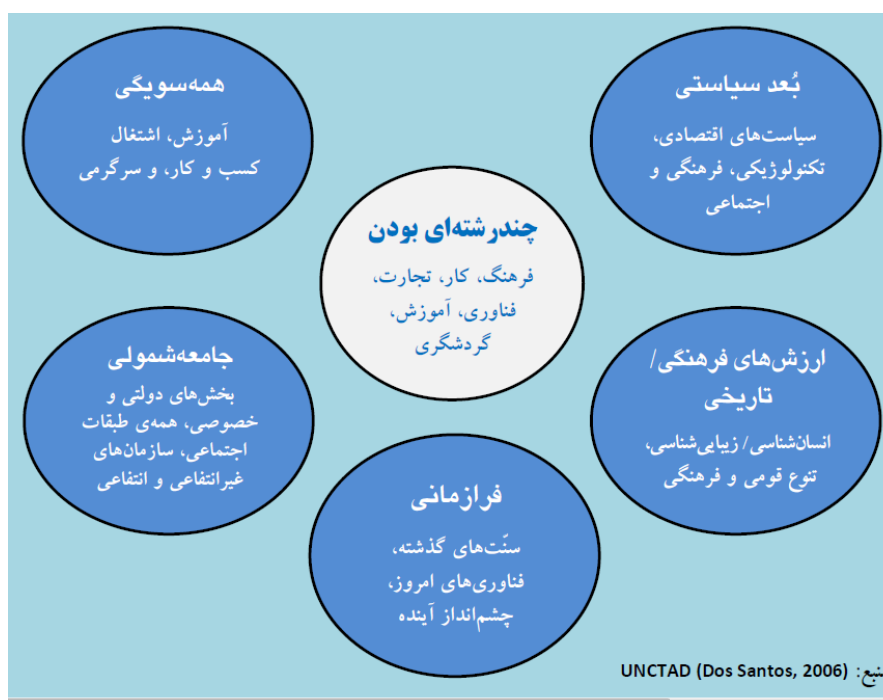 بُعد سیاستی
سیاست‌های اقتصادی،
تکنولوژیکی، فرهنگی و
اجتماعی
همه‌سویگی
آموزش، اشتغال
کسب و کار، و سرگرمی
چندرشته‌ای بودن
فرهنگ، کار، تجارت،
فناوری، آموزش،
گردشگری
ارزش‌های فرهنگی/
تاریخی
انسان‌شناسی/ زیبایی‌شناسی،
تنوع قومی و فرهنگی
جامعه‌شمولی
بخش‌های دولتی و
خصوصی، همه‌ی طبقات
اجتماعی، سازمان‌های
غیرانتفاعی و انتفاعی
فرازمانی
سنّت‌های گذشته،
فناوری‌های امروز،
چشم‌انداز آینده
نبع: UNCTAD (Dos Santos, 2006)